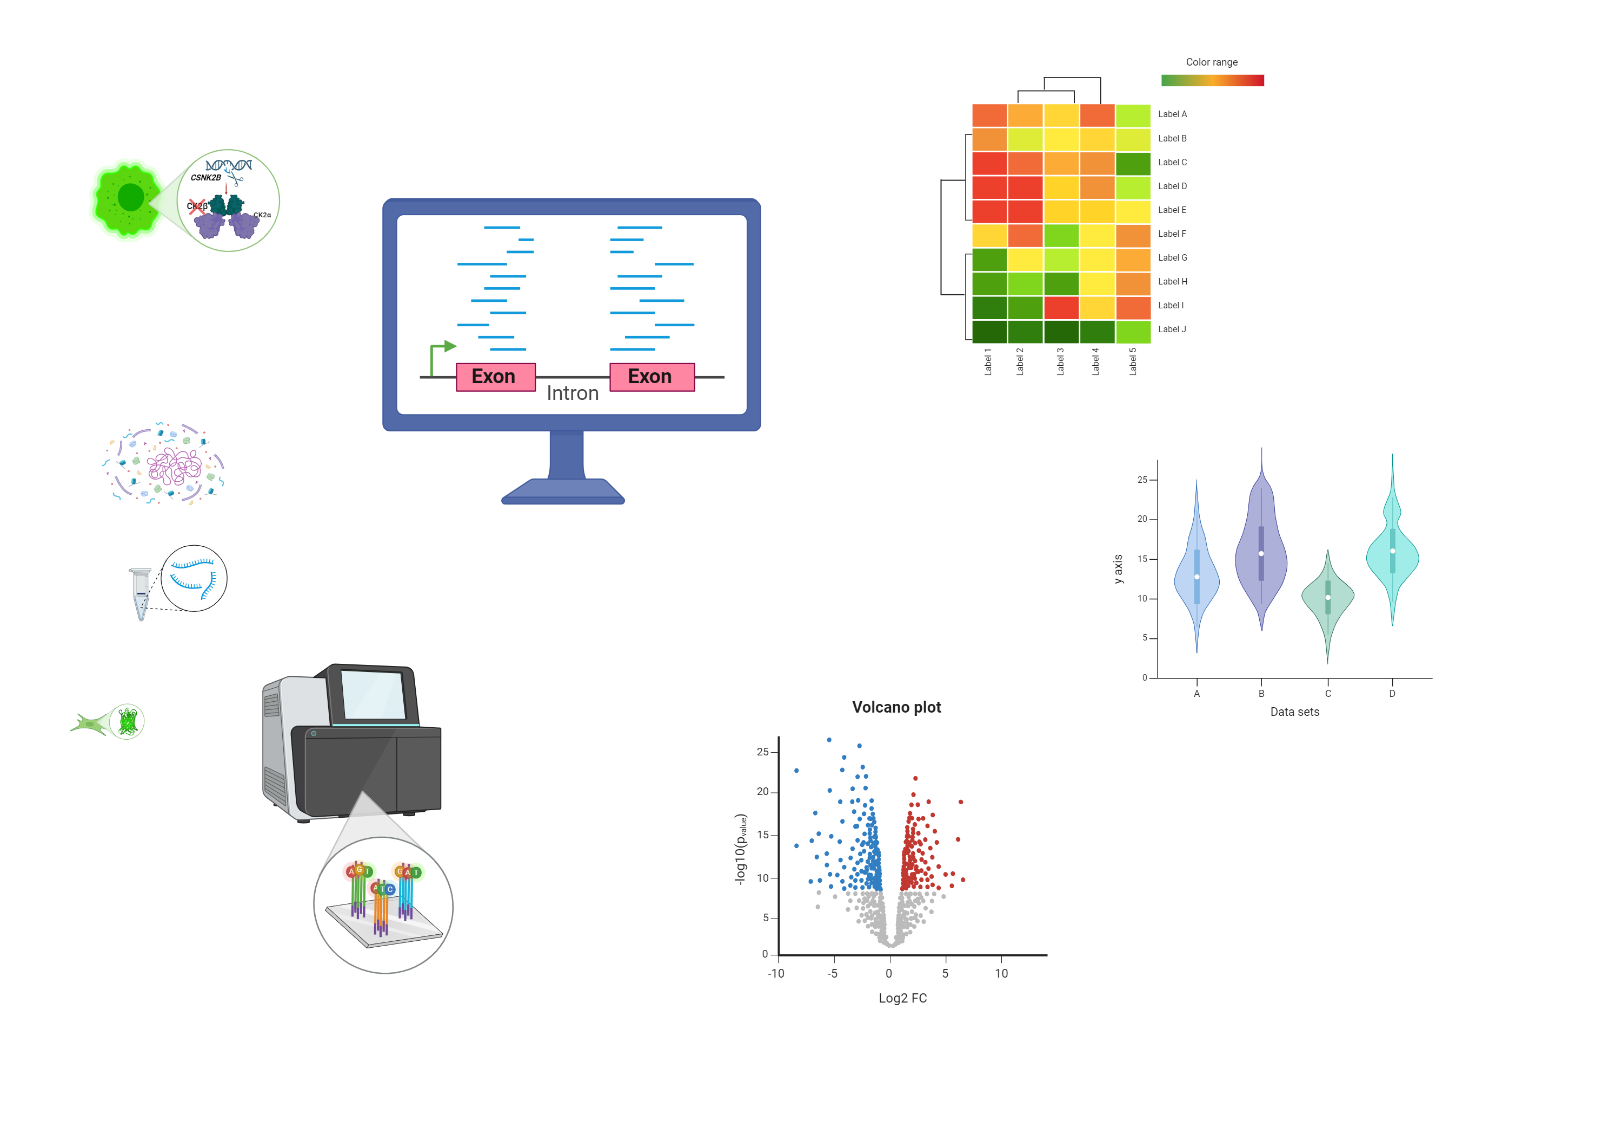 CSNK2B
CK2β
CK2α
Exon
Exon
Intron
Color range
Label A
Label B
Label C
Label D
Label E
Label F
Label G
Label H
Label I
Label J
Label 1
Label 2
Label 3
Label 4
Label 5
25
20
15
10
5
0
y axis
A
B
C
D
Data sets
Volcano plot
25
20
15
10
5
0
-log10(pvalue)
-10
-5
0
5
10
Log2 FC
A G T
G A T
A T C